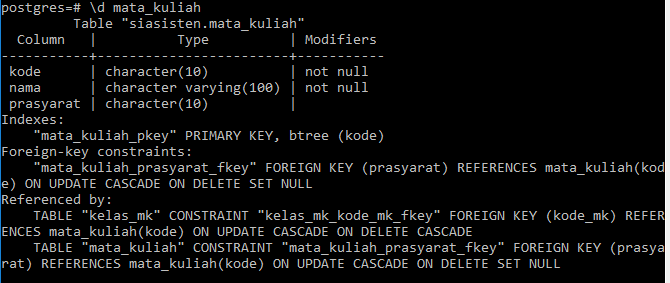 postgres=# \d mata_kuliah
Table "siasisten.mata_kuliah"
Column | Type | Modifiers
-----------+------------------------+-----------
kode | character(10) | not null
nama | character varying(100) | not null
prasyarat | character(10) |
Indexes:
"mata_kuliah_pkey" PRIMARY KEY, btree (kode)
Foreign-key constraints:
"mata_kuliah_prasyarat_fkey" FOREIGN KEY (prasyarat) REFERENCES mata_kuliah(kod
e) ON UPDATE CASCADE ON DELETE SET NULL
Referenced by:
TABLE "kelas_mk" CONSTRAINT "kelas_mk_kode_mk_fkey" FOREIGN KEY (kode_mk) REFER
ENCES mata_kuliah(kode) ON UPDATE CASCADE ON DELETE CASCADE
TABLE "mata_kuliah" CONSTRAINT "mata_kuliah_prasyarat_fkey" FOREIGN KEY (prasya
rat) REFERENCES mata_kuliah(kode) ON UPDATE CASCADE ON DELETE SET NULL